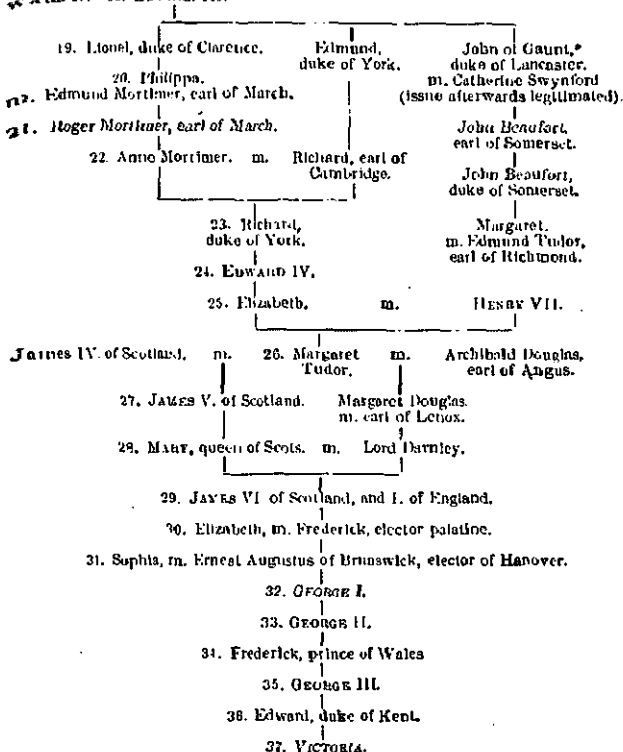 19. Lionel, duke of Clarence.
Edmund, duke of York.
John of Gaunt,*
duke of Lancaster.
m. Catherine Swynford
(issue afterwards legitimated).
20. Philippa.
m. Edmund Mortimer, earl of March.
21. Roger Mortimer, earl of March.
John Beaufort,
earl of Somerset.
22. Anne Mortimer. m. Richard, earl of
Cambridge.
John Beaufort,
duke of Somerset.
23. Richard,
duke of York.
Margaret.
m. Edmund Tudor,
earl of Richmond.
24. EDWARD IV.
25. Elizabeth. m. HENRY VII.
James IV. of Scotland. m. 26. Margaret
Tudor. m. Archibald Douglas,
earl of Angus.
27. JAMES V. of Scotland.
Margaret Douglas.
m. earl of Lenox.
28. MARY, queen of Scots. m. Lord Darnley.
29. JAMES VI of Scotland, and I. of England.
30. Elizabeth, m. Frederick, elector palatine.
31. Sophia, m. Ernest Augustus of Brunswick, elector of Hanover.
32. GEORGE I.
33. GEORGE II.
34. Frederick, prince of Wales
35. GEORGE III.
36. Edward, duke of Kent.
37. VICTORIA.